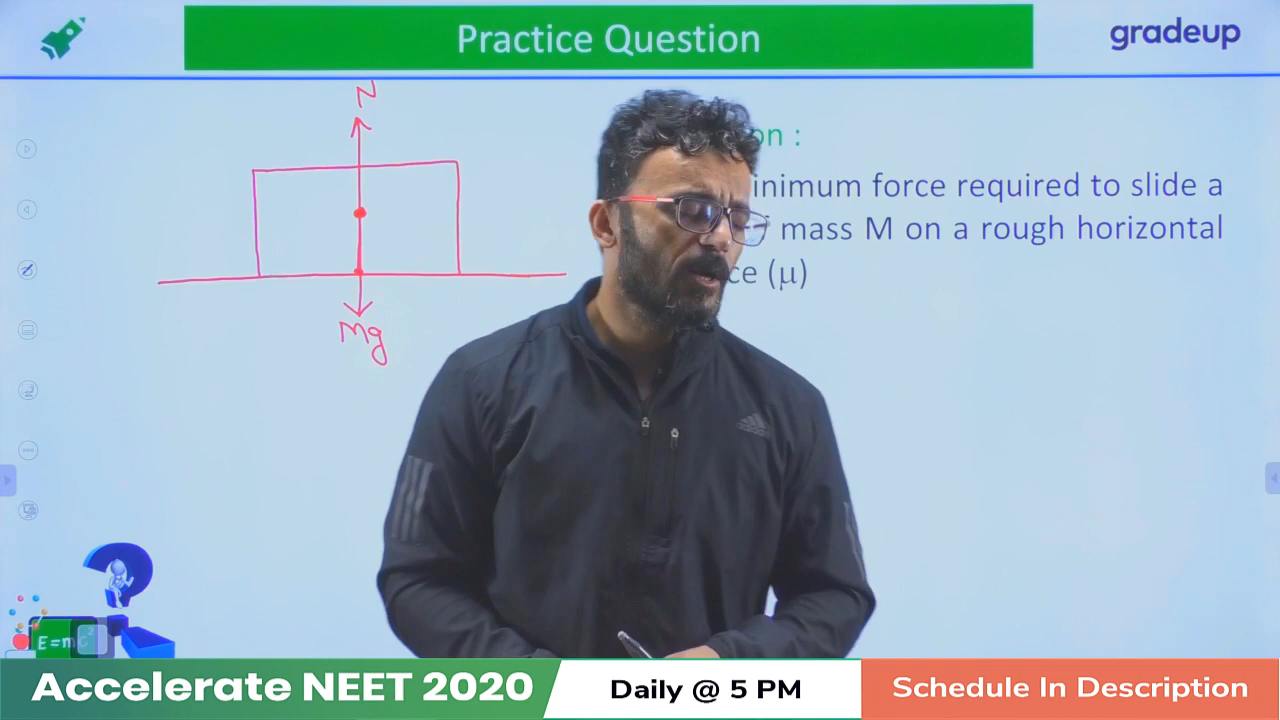 Practice Question
gradeup
N
on :
inimum force required to slide a
mass M on a rough horizontal
ce (μ)
Mg
E=mc²
Accelerate NEET 2020
Daily @ 5 PM
Schedule In Description